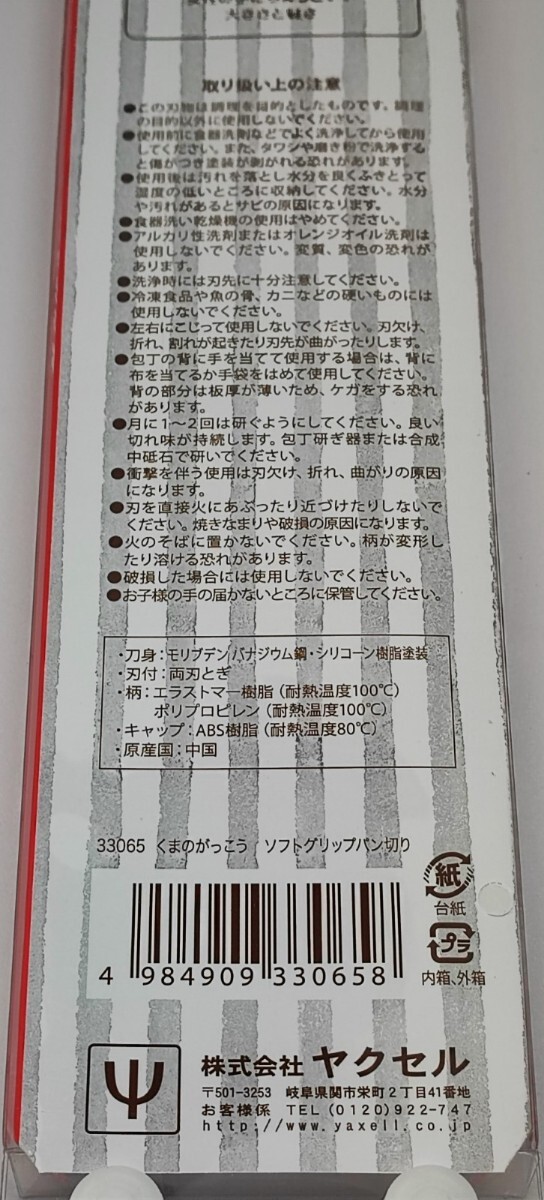 大きさと軽さ
取り扱い上の注意
●この刃物は調理を目的としたものです。調理
の目的以外に使用しないでください。
●使用前に食器洗剤などでよく洗浄してから使用
してください。また、タワシや磨き粉で洗浄すると
と傷がつき塗装が剥がれる恐れがあります。
●使用後は汚れを落とし水分を良くふきとって
湿度の低いところに収納してください。水分
や汚れがあるとサビの原因になります。
●食器洗い乾燥機の使用はやめてください。
●アルカリ性洗剤またはオレンジオイル洗剤は
使用しないでください。変質、変色の恐れが
あります。
●洗浄時には刃先に十分注意してください。
●冷凍食品や魚の骨、カニなどの硬いものには
使用しないでください。
●左右にこじって使用しないでください。刃欠け、
折れ、割れが起きたり刃先が曲がったりします。
●包丁の背に手を当てて使用する場合は、背に
布を当てるか手袋をはめて使用してください。
背の部分は板厚が薄いため、ケガをする恐れ
があります。
●月に1〜2回は研ぐようにしてください。良い
切れ味が持続します。包丁研ぎ器または合成
中砥石で研いでください。
●衝撃を伴う使用は刃欠け、折れ、曲がりの原因
になります。
●刃を直接火にあぶったり近づけたりしないで
ください。焼きなまりや破損の原因になります。
●火のそばに置かないでください。柄が変形し
たり溶ける恐れがあります。
●破損した場合には使用しないでください。
●お子様の手の届かないところに保管してください。
・刀身：モリブデンバナジウム鋼・シリコーン樹脂塗装
・刃付：両刃とぎ
・柄：エラストマー樹脂（耐熱温度100℃）
ポリプロピレン（耐熱温度100℃）
・キャップ：ABS樹脂（耐熱温度80℃）
・原産国：中国
33065 くまのがっこう ソフトグリップパン切り
紙
台紙
プラ
内箱、外箱
4 984909 330658
株式会社 ヤクセル
〒501-3253 岐阜県関市栄町2丁目41番地
お客様係 TEL (0120)922-747
http://www.yaxell.co.jp